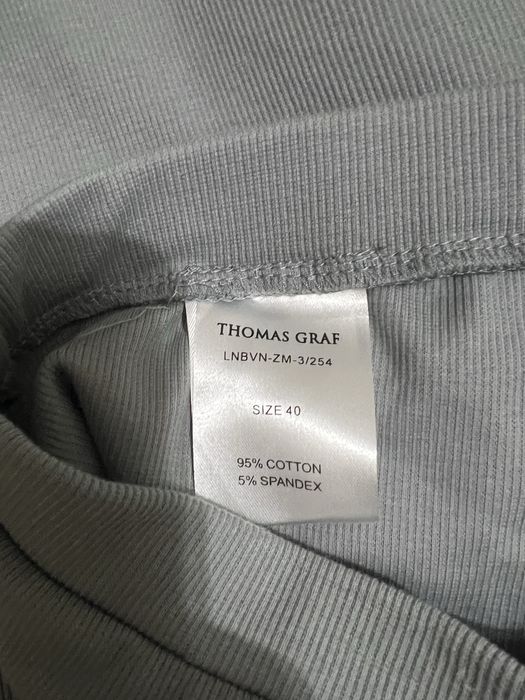 THOMAS GRAF
LNBVN-ZM-3/254
SIZE 40
95% COTTON
5% SPANDEX